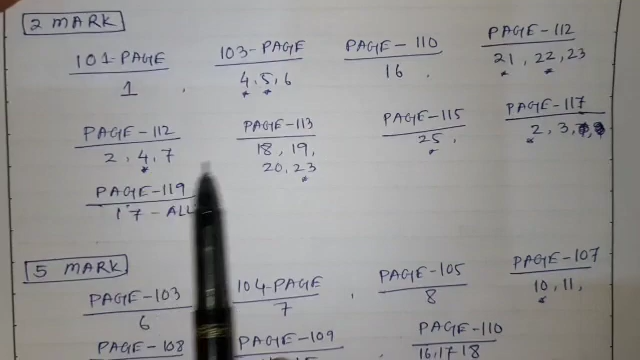 2 MARK
101-PAGE 103-PAGE PAGE-110 PAGE-112
1 . 4, 5, 6 16 . 21, 22, 23
PAGE-112 PAGE-113 PAGE-115 PAGE-117
2, 4, 7 18, 19, 25, 2, 3,
20, 23
PAGE-119
17-ALL
5 MARK
PAGE-103 104-PAGE PAGE-105 PAGE-107
6 7 8 10, 11,
PAGE-108 PAGE-109 PAGE-110
16, 17 18